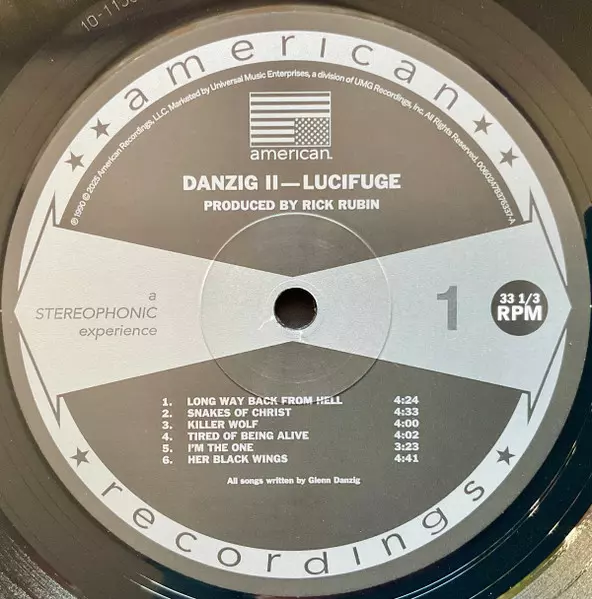 american
℗ 1990 © 2025 American Recordings, LLC. Marketed by Universal Music Enterprises, a division of UMG Recordings, Inc. All Rights Reserved. 00602478376337-A
american.
DANZIG II—LUCIFUGE
PRODUCED BY RICK RUBIN
a
STEREOPHONIC
experience
1
33 1/3
RPM
1. LONG WAY BACK FROM HELL 4:24
2. SNAKES OF CHRIST 4:33
3. KILLER WOLF 4:00
4. TIRED OF BEING ALIVE 4:02
5. I'M THE ONE 3:23
6. HER BLACK WINGS 4:41
All songs written by Glenn Danzig
recordings